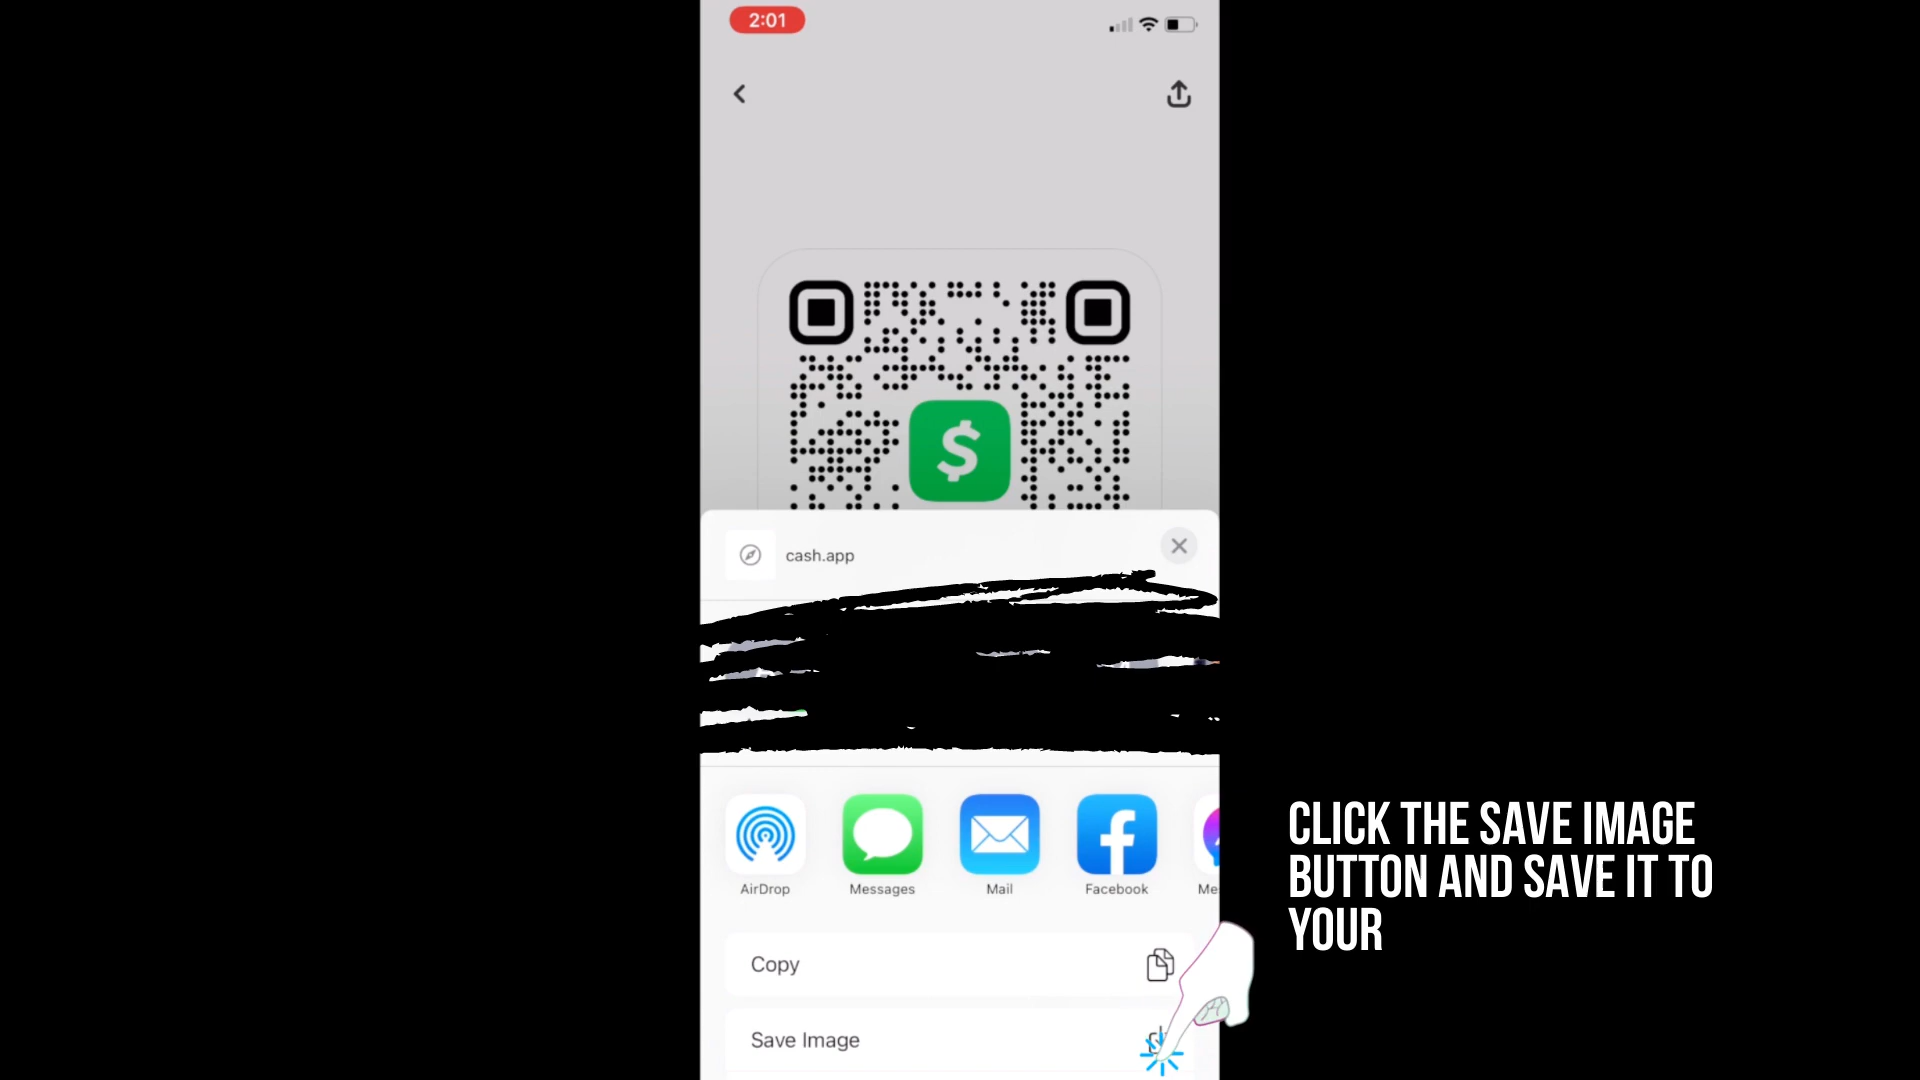 2:01
$
cash.app
AirDrop
Messages
Mail
Facebook
Me
Copy
Save Image
CLICK THE SAVE IMAGE
BUTTON AND SAVE IT TO
YOUR